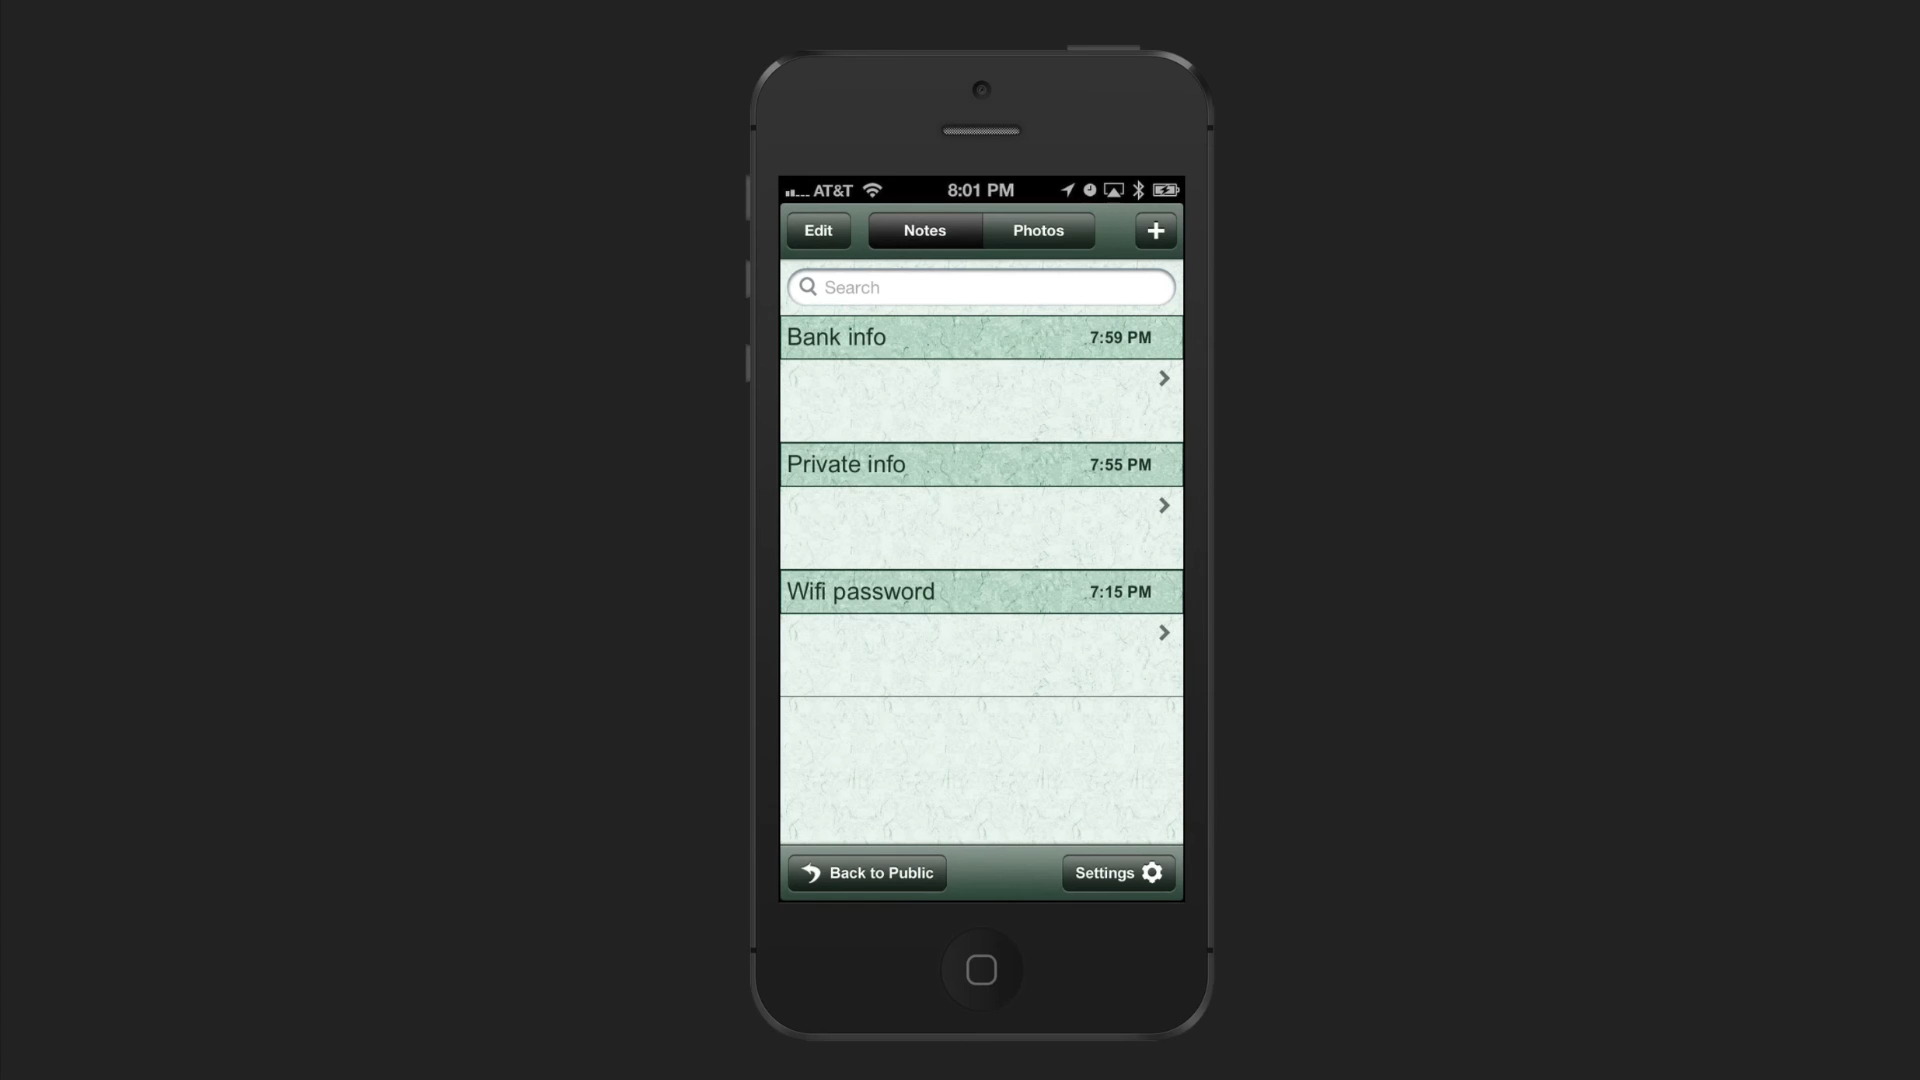 AT&T 8:01 PM
Edit Notes Photos +
Search
Bank info 7:59 PM
Private info 7:55 PM
Wifi password 7:15 PM
Back to Public Settings